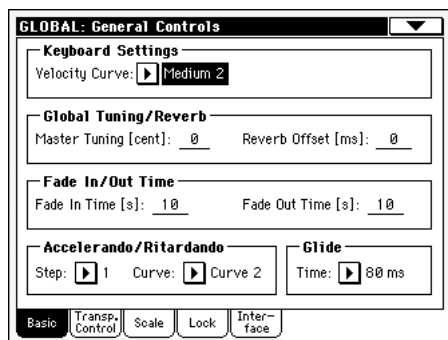 GLOBAL: General Controls
Keyboard Settings
Velocity Curve: Medium 2
Global Tuning/Reverb
Master Tuning [cent]: 0 Reverb Offset [ms]: 0
Fade In/Out Time
Fade In Time [s]: 10 Fade Out Time [s]: 10
Accelerando/Ritardando Glide
Step: 1 Curve: Curve 2 Time: 80 ms
Basic Transp. Control Scale Lock Inter-face